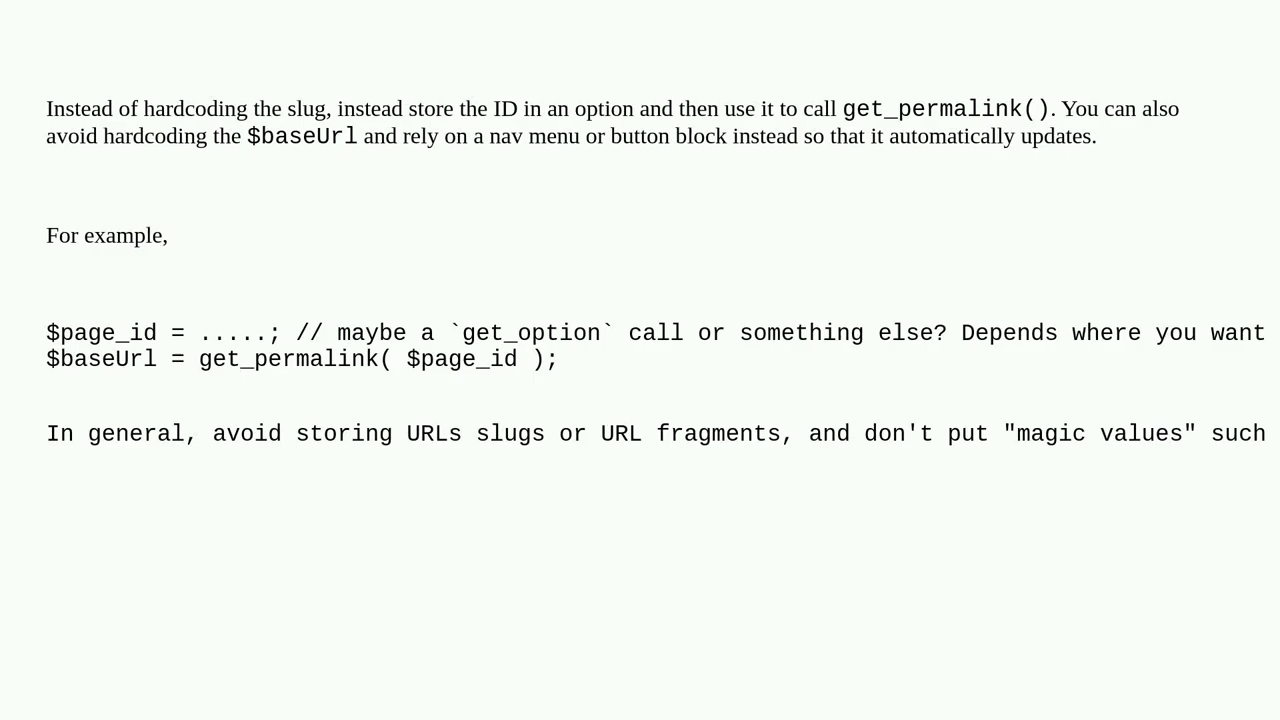 Instead of hardcoding the slug, instead store the ID in an option and then use it to call get_permalink(). You can also
avoid hardcoding the $baseUrl and rely on a nav menu or button block instead so that it automatically updates.
For example,
$page_id = .....; // maybe a `get_option` call or something else? Depends where you want
$baseUrl = get_permalink( $page_id );
In general, avoid storing URLs slugs or URL fragments, and don't put "magic values" such